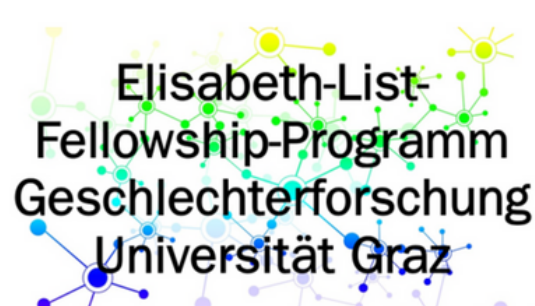 Elisabeth-List-
Fellowship-Programm
Geschlechterforschung
Universität Graz